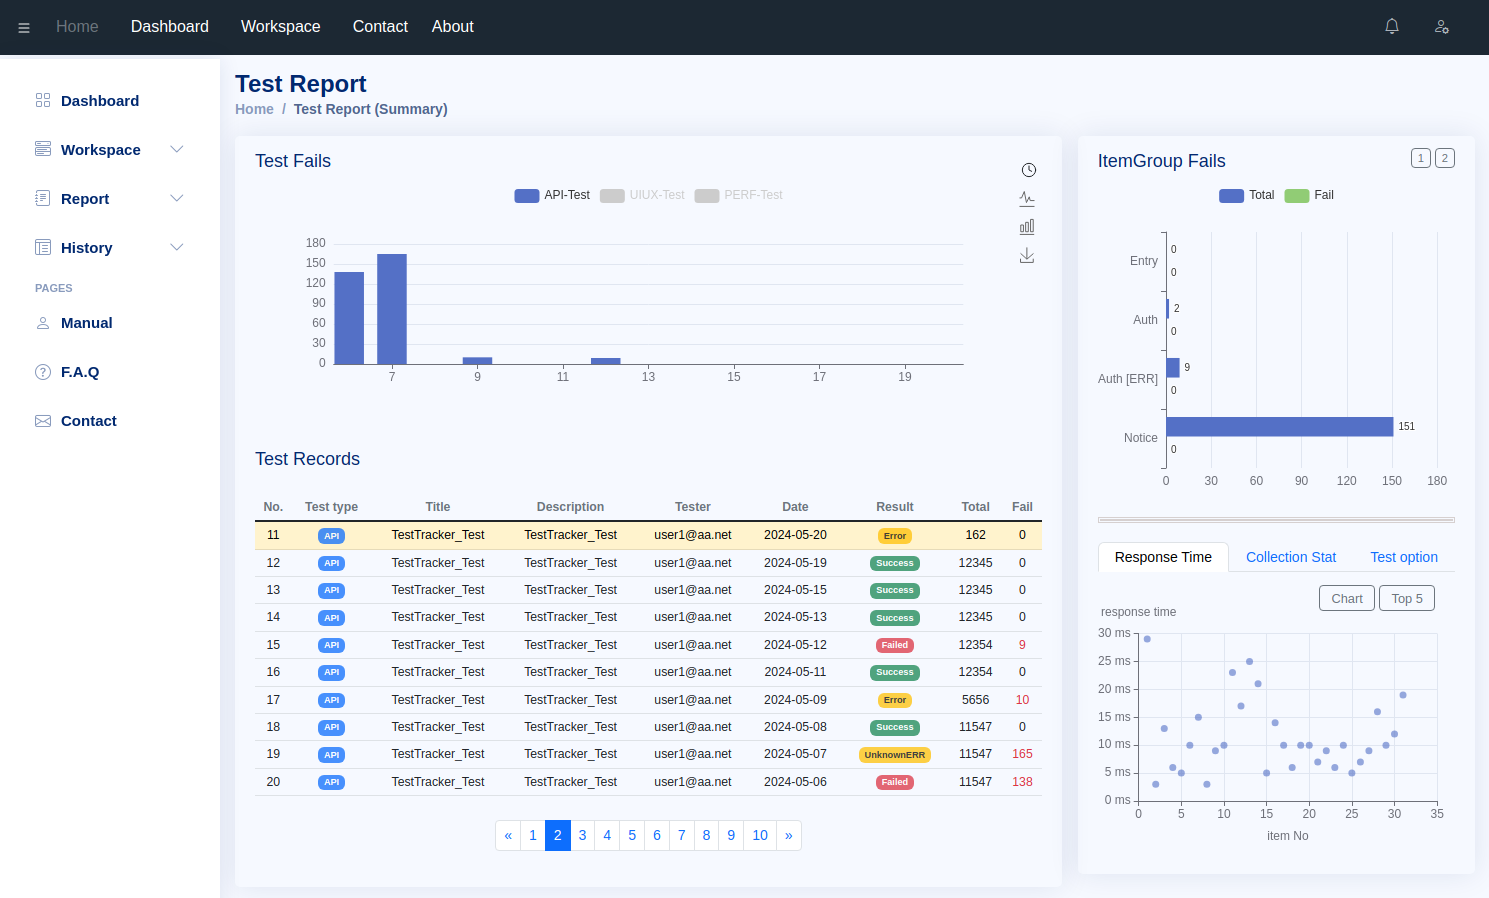 Home Dashboard Workspace Contact About
Dashboard
Workspace
Report
History
PAGES
Manual
F.A.Q
Contact
Test Report
Home / Test Report (Summary)
Test Fails
API-Test UIUX-Test PERF-Test
180
150
120
90
60
30
0
7 9 11 13 15 17 19
Test Records
No. Test type Title Description Tester Date Result Total Fail
11 API TestTracker_Test TestTracker_Test user1@aa.net 2024-05-20 Error 162 0
12 API TestTracker_Test TestTracker_Test user1@aa.net 2024-05-19 Success 12345 0
13 API TestTracker_Test TestTracker_Test user1@aa.net 2024-05-15 Success 12345 0
14 API TestTracker_Test TestTracker_Test user1@aa.net 2024-05-13 Success 12345 0
15 API TestTracker_Test TestTracker_Test user1@aa.net 2024-05-12 Failed 12354 9
16 API TestTracker_Test TestTracker_Test user1@aa.net 2024-05-11 Success 12354 0
17 API TestTracker_Test TestTracker_Test user1@aa.net 2024-05-09 Error 5656 10
18 API TestTracker_Test TestTracker_Test user1@aa.net 2024-05-08 Success 11547 0
19 API TestTracker_Test TestTracker_Test user1@aa.net 2024-05-07 UnknownERR 11547 165
20 API TestTracker_Test TestTracker_Test user1@aa.net 2024-05-06 Failed 11547 138
« 1 2 3 4 5 6 7 8 9 10 »
ItemGroup Fails 1 2
Total Fail
0
Entry
0
2
Auth
0
9
Auth [ERR]
0
151
Notice
0
0 30 60 90 120 150 180
Response Time Collection Stat Test option
Chart Top 5
response time
30 ms
25 ms
20 ms
15 ms
10 ms
5 ms
0 ms
0 5 10 15 20 25 30 35
item No